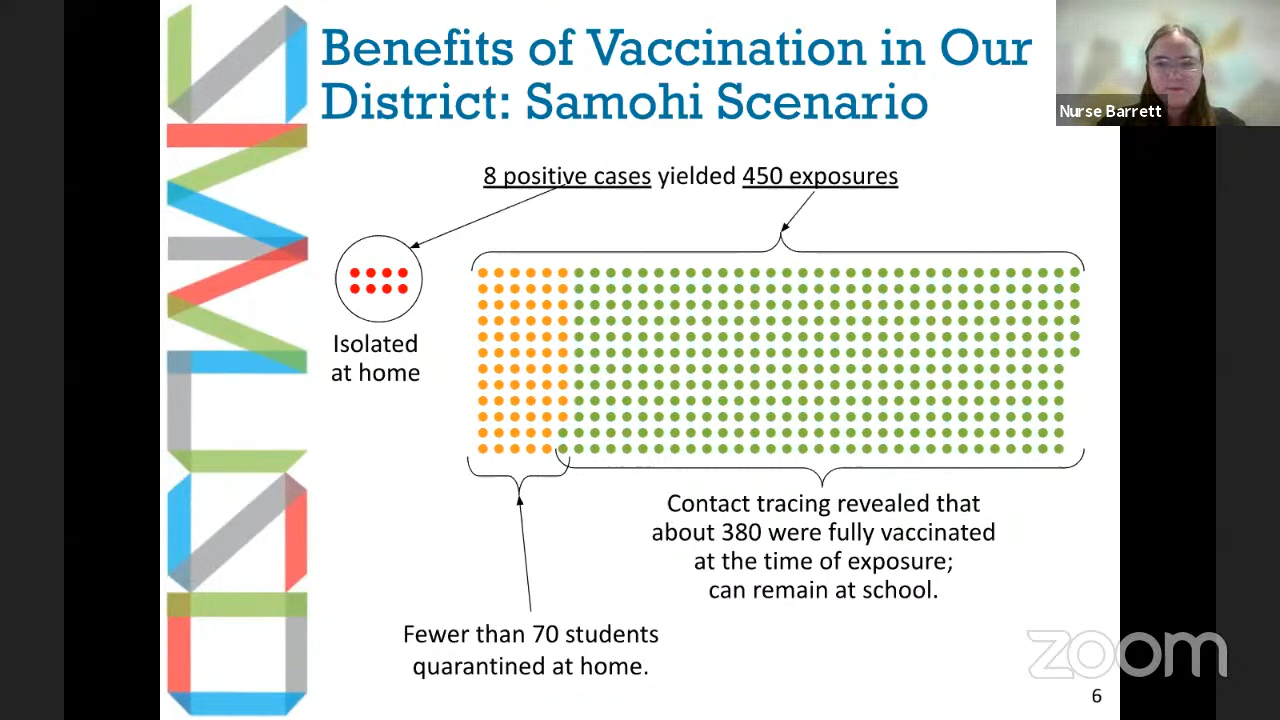 Benefits of Vaccination in Our
District: Samohi Scenario
Nurse Barrett
8 positive cases yielded 450 exposures
Isolated
at home
Contact tracing revealed that
about 380 were fully vaccinated
at the time of exposure;
can remain at school.
Fewer than 70 students
quarantined at home.
zoom
6
SMMUSD